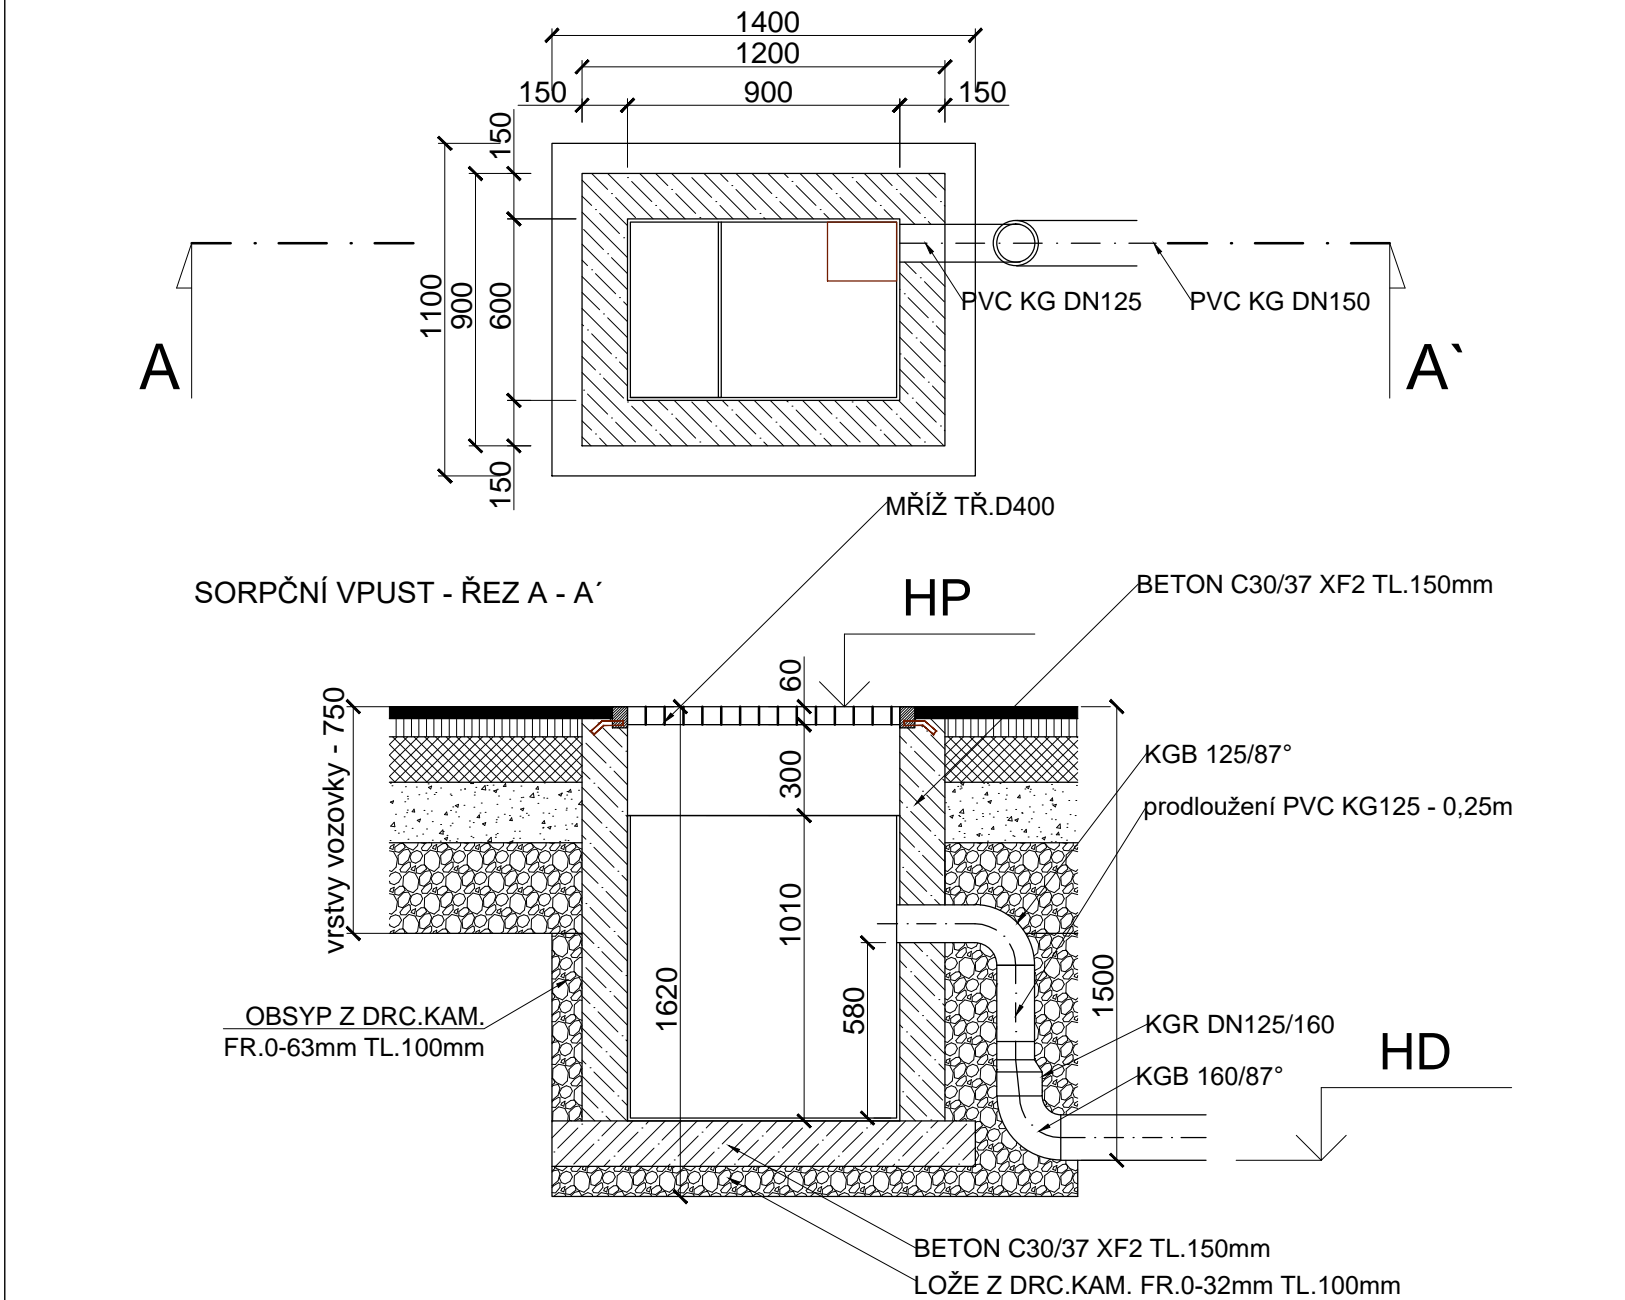 1400
1200
150
900
150
150
1100
900
600
150
PVC KG DN125
PVC KG DN150
A
A`
MŘÍŽ TŘ.D400
SORPČNÍ VPUST - ŘEZ A - A´
HP
BETON C30/37 XF2 TL.150mm
60
vrstvy vozovky - 750
300
KGB 125/87°
prodloužení PVC KG125 - 0,25m
1010
1620
580
1500
OBSYP Z DRC.KAM.
FR.0-63mm TL.100mm
KGR DN125/160
HD
KGB 160/87°
BETON C30/37 XF2 TL.150mm
LOŽE Z DRC.KAM. FR.0-32mm TL.100mm